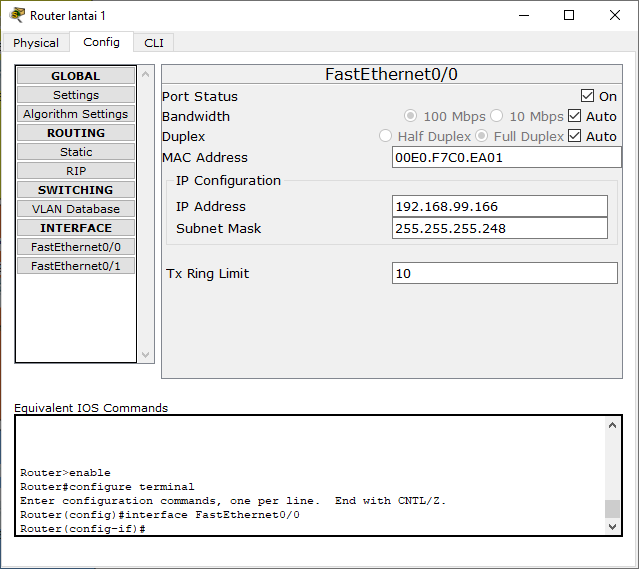 Router lantai 1
Physical Config CLI
GLOBAL
Settings
Algorithm Settings
ROUTING
Static
RIP
SWITCHING
VLAN Database
INTERFACE
FastEthernet0/0
FastEthernet0/1
FastEthernet0/0
Port Status On
Bandwidth 100 Mbps 10 Mbps Auto
Duplex Half Duplex Full Duplex Auto
MAC Address 00E0.F7C0.EA01
IP Configuration
IP Address 192.168.99.166
Subnet Mask 255.255.255.248
Tx Ring Limit 10
Equivalent IOS Commands
Router>enable
Router#configure terminal
Enter configuration commands, one per line.  End with CNTL/Z.
Router(config)#interface FastEthernet0/0
Router(config-if)#